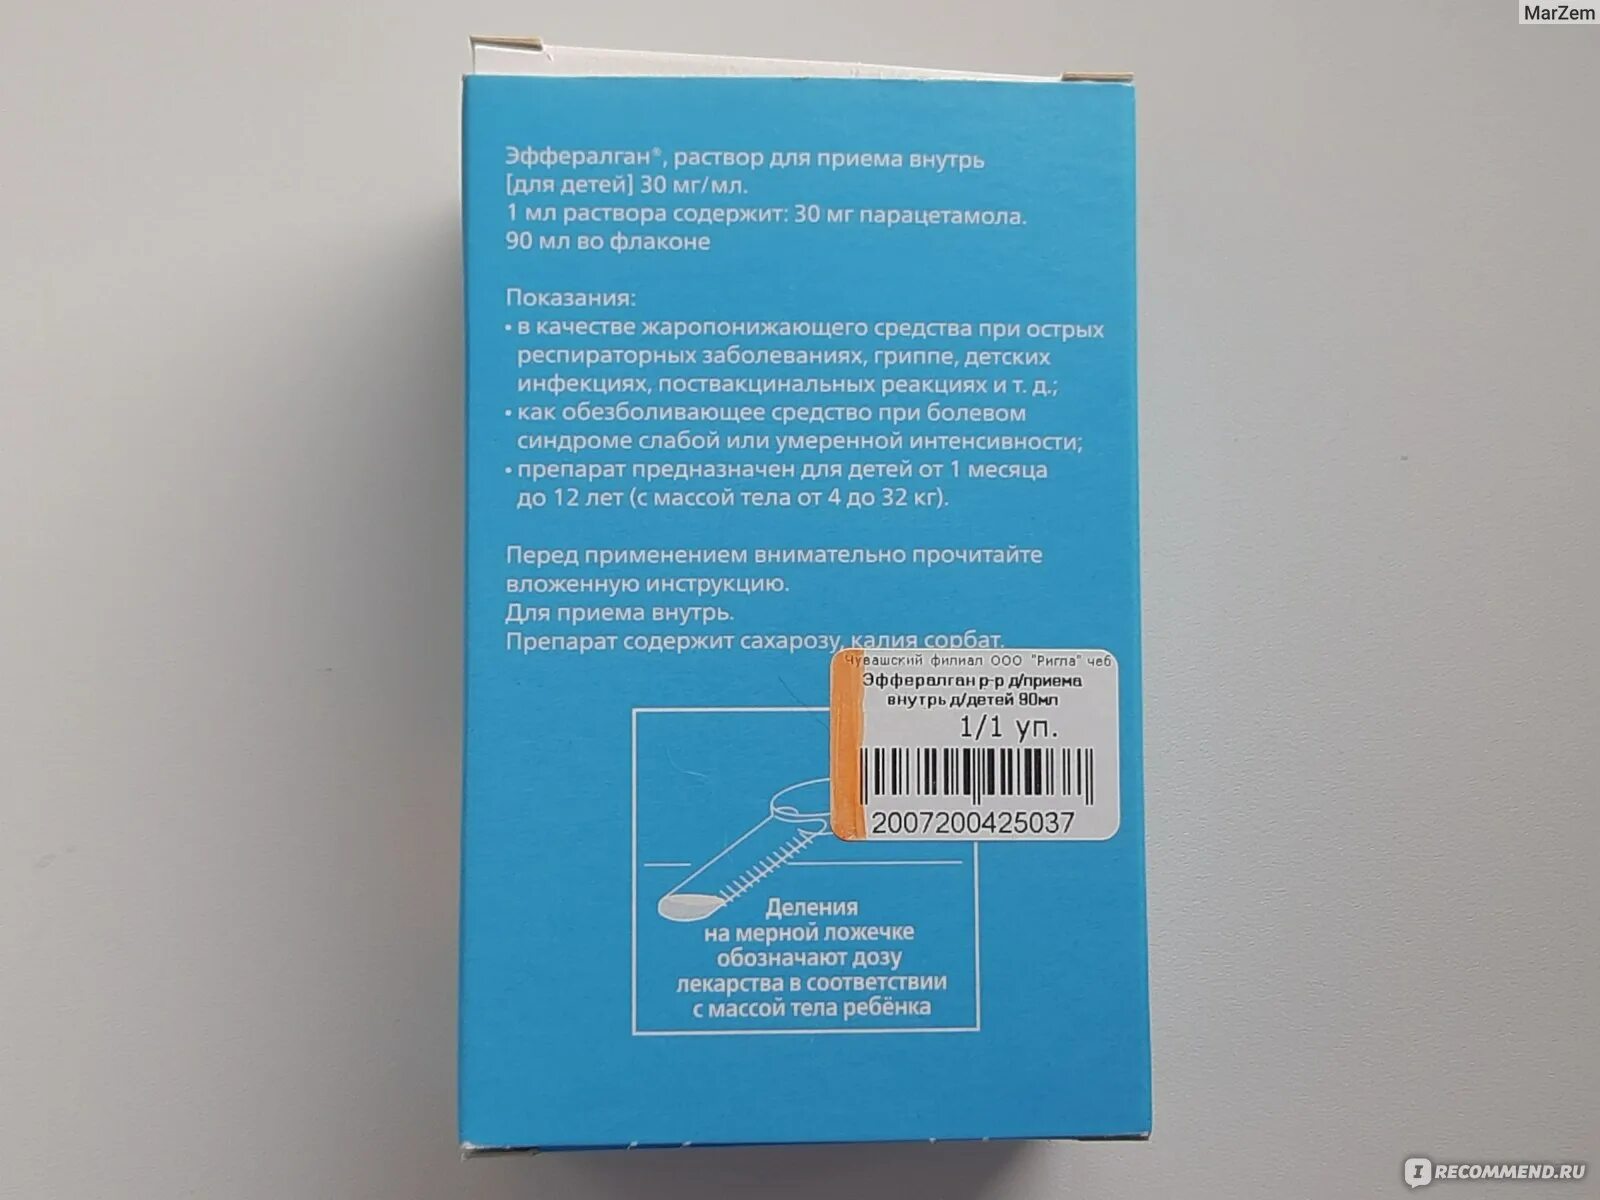 MarZem
Эффералган®, раствор для приема внутрь
[для детей] 30 мг/мл.
1 мл раствора содержит: 30 мг парацетамола.
90 мл во флаконе
Показания:
• в качестве жаропонижающего средства при острых
респираторных заболеваниях, гриппе, детских
инфекциях, поствакцинальных реакциях и т. д.;
• как обезболивающее средство при болевом
синдроме слабой или умеренной интенсивности;
• препарат предназначен для детей от 1 месяца
до 12 лет (с массой тела от 4 до 32 кг).
Перед применением внимательно прочитайте
вложенную инструкцию.
Для приема внутрь.
Препарат содержит сахарозу, калия сорбат.
Чувашский филиал ООО "Ригла" чеб
Эффералган р-р д/приема
внутрь д/детей 90мл
1/1 уп.
2007200425037
Деления
на мерной ложечке
обозначают дозу
лекарства в соответствии
с массой тела ребёнка
IRECOMMEND.RU